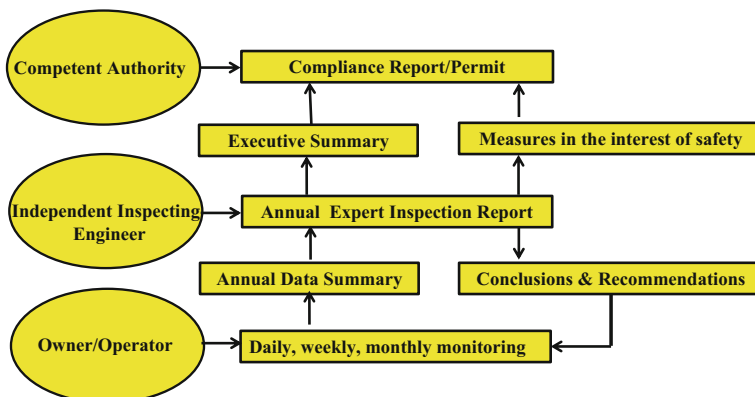 Competent Authority
Compliance Report/Permit
Executive Summary
Measures in the interest of safety
Independent Inspecting
Engineer
Annual Expert Inspection Report
Annual Data Summary
Conclusions & Recommendations
Owner/Operator
Daily, weekly, monthly monitoring